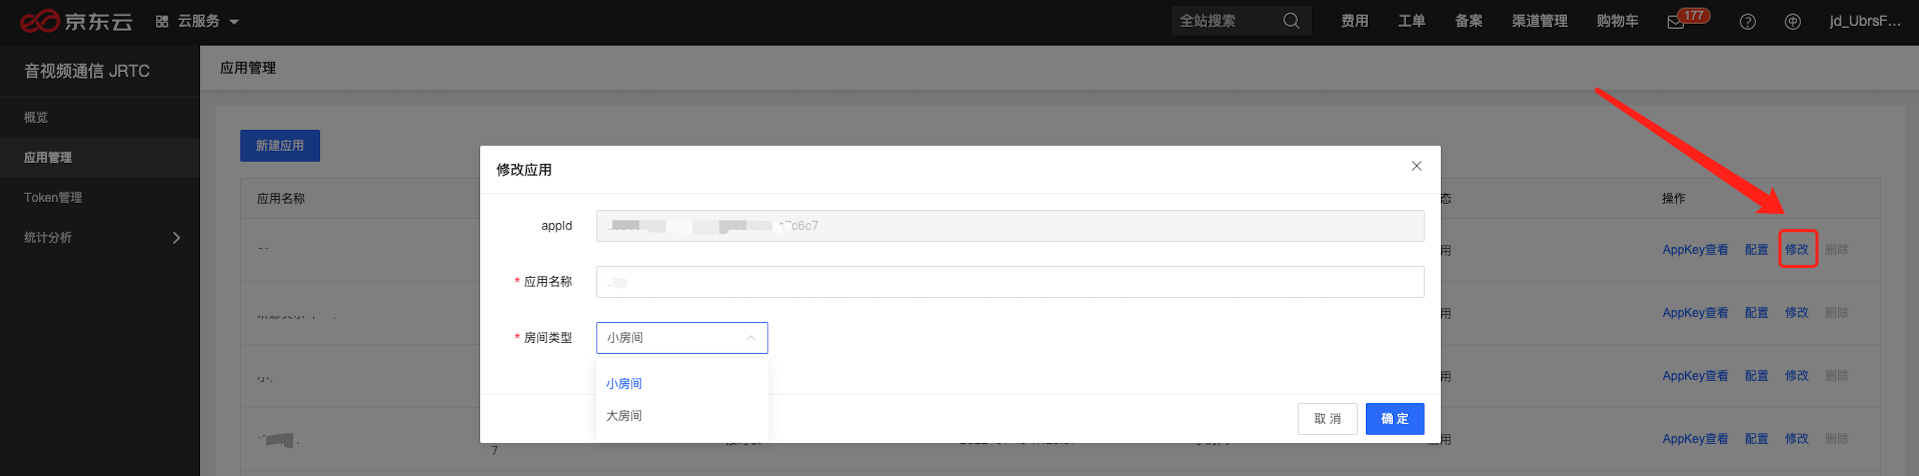 京东云 云服务 全站搜索 费用 工单 备案 渠道管理 购物车 177 jd_UbrsF...
音视频通信 JRTC
应用管理
概览
应用管理
Token管理
统计分析
新建应用
应用名称 态 操作
修改应用
appId c6c7
* 应用名称
* 房间类型 小房间
小房间
大房间
取消 确定
用 AppKey查看 配置 修改 删除
用 AppKey查看 配置 修改 删除
用 AppKey查看 配置 修改 删除
用 AppKey查看 配置 修改 删除
7